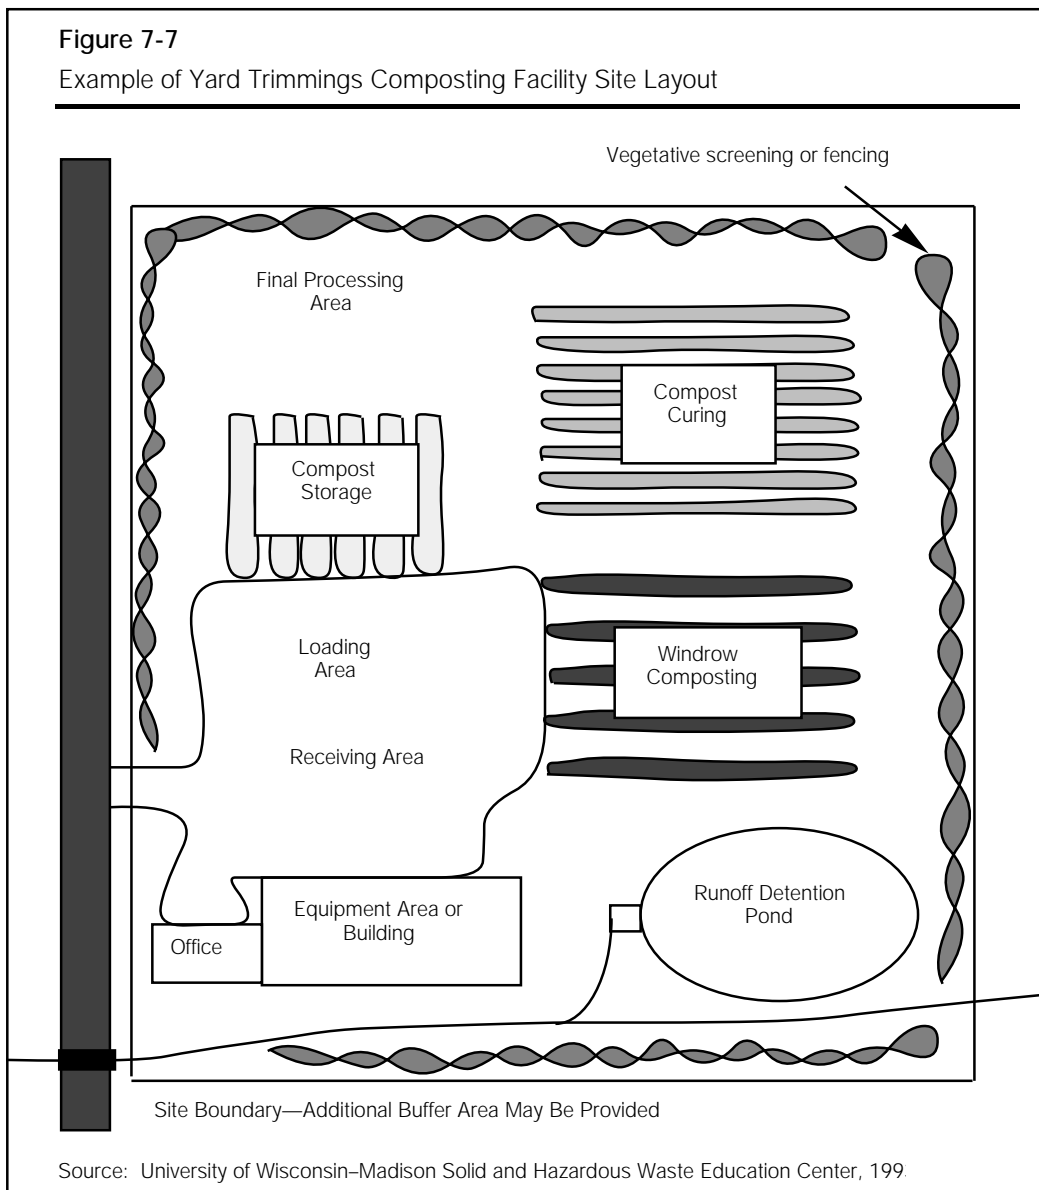 Figure 7-7
Example of Yard Trimmings Composting Facility Site Layout
Vegetative screening or fencing
Final Processing
Area
Compost
Curing
Compost
Storage
Loading
Area
Windrow
Composting
Receiving Area
Runoff Detention
Pond
Equipment Area or
Building
Office
Site Boundary—Additional Buffer Area May Be Provided
Source: University of Wisconsin–Madison Solid and Hazardous Waste Education Center, 199